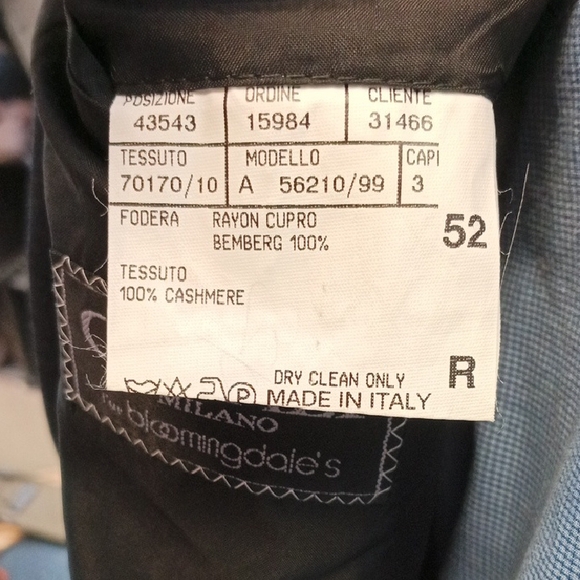 POSIZIONE ORDINE CLIENTE
43543 15984 31466
TESSUTO MODELLO CAPI
70170/10 A 56210/99 3
FODERA RAYON CUPRO
BEMBERG 100%
52
TESSUTO
100% CASHMERE
R
DRY CLEAN ONLY
P MADE IN ITALY
MILANO
for bloomingdale's